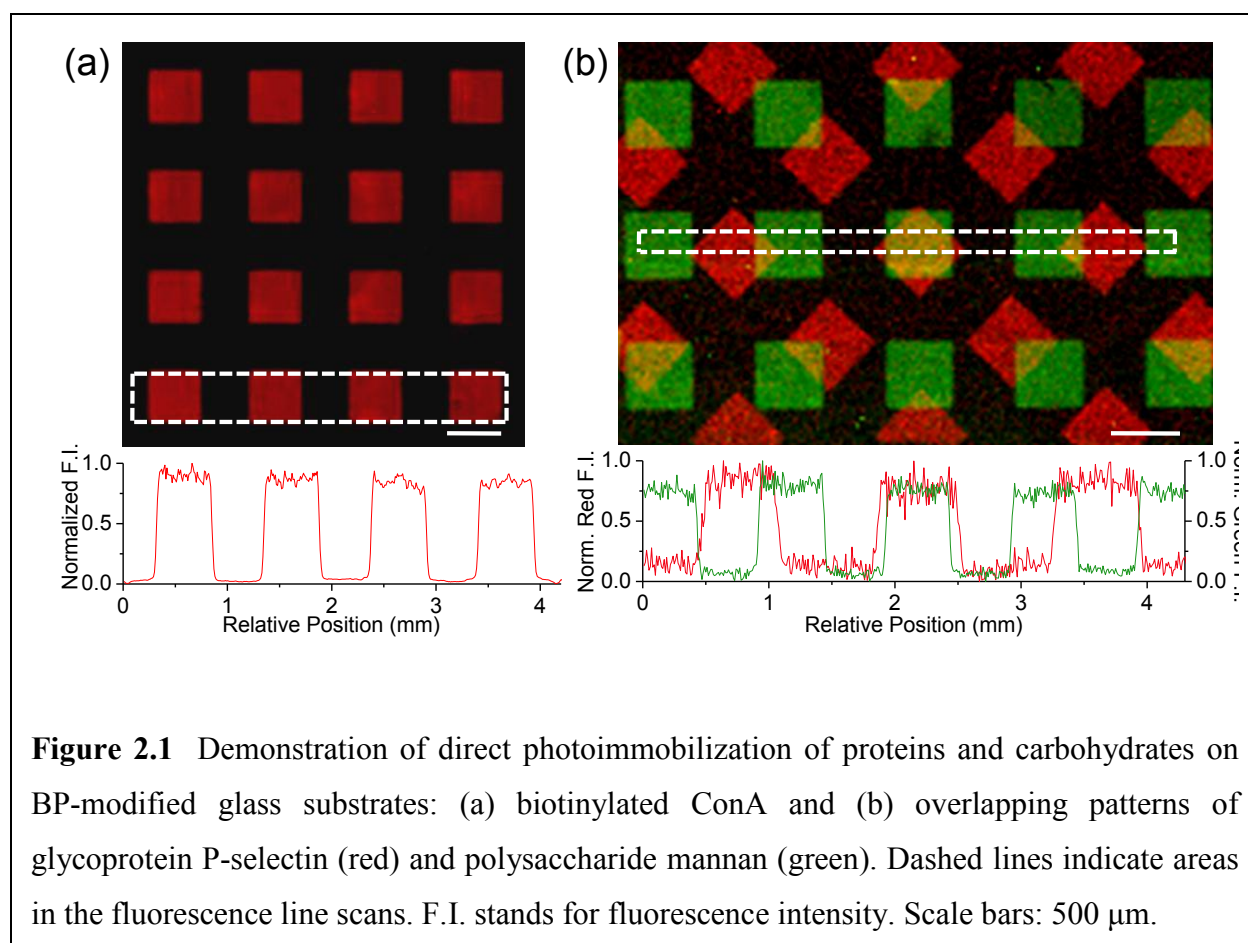 (a)
(b)
Normalized F.I.
1.0
0.5
0.0
0 1 2 3 4
Relative Position (mm)
Norm. Red F.I.
1.0
0.5
0.0
0 1 2 3 4
Relative Position (mm)
1.0
0.5
0.0
Figure 2.1 Demonstration of direct photoimmobilization of proteins and carbohydrates on
BP-modified glass substrates: (a) biotinylated ConA and (b) overlapping patterns of
glycoprotein P-selectin (red) and polysaccharide mannan (green). Dashed lines indicate areas
in the fluorescence line scans. F.I. stands for fluorescence intensity. Scale bars: 500 μm.